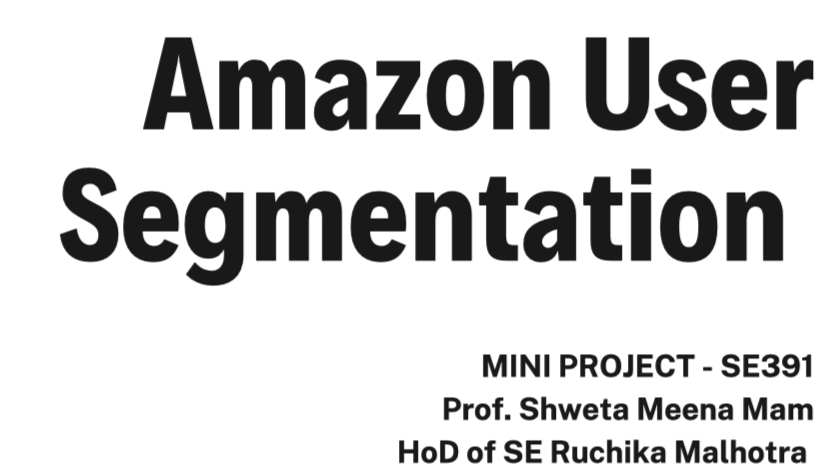 Amazon User
Segmentation
MINI PROJECT - SE391
Prof. Shweta Meena Mam
HoD of SE Ruchika Malhotra